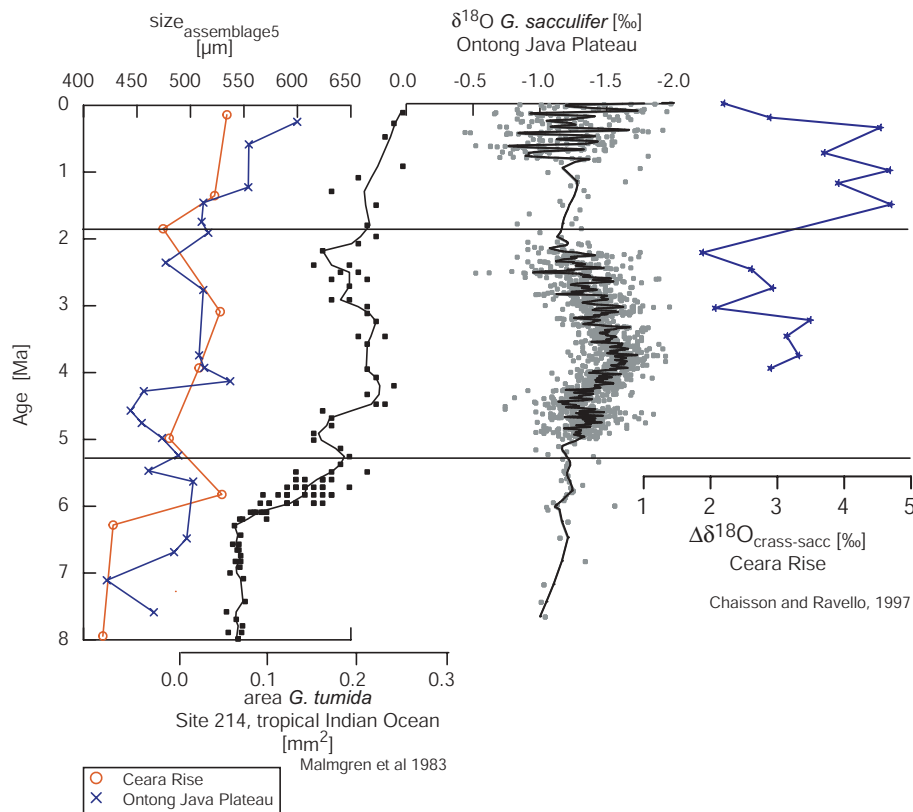 size assemblage5
[µm]
δ18O G. sacculifer [‰]
Ontong Java Plateau
400 450 500 550 600 650 0.0 -0.5 -1.0 -1.5 -2.0
Age [Ma]
0
1
2
3
4
5
6
7
8
1 2 3 4 5
Δδ18Ocrass-sacc [‰]
Ceara Rise
Chaisson and Ravello, 1997
0.0 0.1 0.2 0.3
area G. tumida
Site 214, tropical Indian Ocean
[mm2]
Malmgren et al 1983
Ceara Rise
Ontong Java Plateau